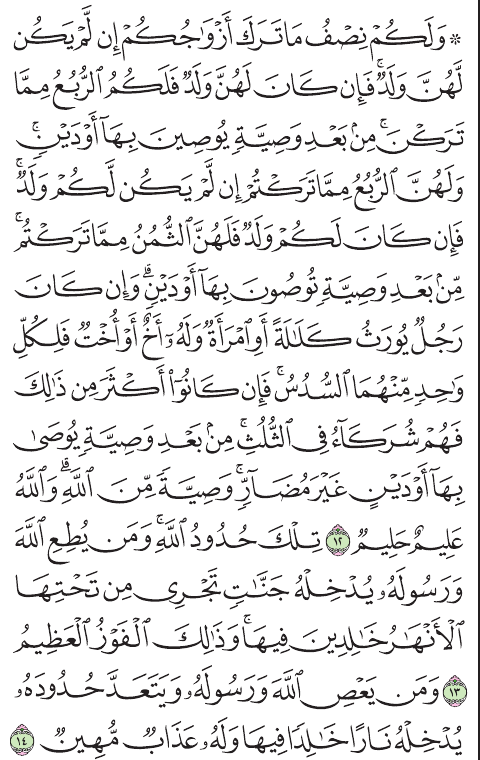 ۞ وَلَكُمۡ نِصۡفُ مَا تَرَكَ أَزۡوَٰجُكُمۡ إِن لَّمۡ يَكُن
لَّهُنَّ وَلَدٞۚ فَإِن كَانَ لَهُنَّ وَلَدٞ فَلَكُمُ ٱلرُّبُعُ مِمَّا
تَرَكۡنَۚ مِنۢ بَعۡدِ وَصِيَّةٖ يُوصِينَ بِهَآ أَوۡ دَيۡنٖۚ
وَلَهُنَّ ٱلرُّبُعُ مِمَّا تَرَكۡتُمۡ إِن لَّمۡ يَكُن لَّكُمۡ وَلَدٞۚ
فَإِن كَانَ لَكُمۡ وَلَدٞ فَلَهُنَّ ٱلثُّمُنُ مِمَّا تَرَكۡتُمۚ
مِّنۢ بَعۡدِ وَصِيَّةٖ تُوصُونَ بِهَآ أَوۡ دَيۡنٖۗ وَإِن كَانَ
رَجُلٞ يُورَثُ كَلَٰلَةً أَوِ ٱمۡرَأَةٞ وَلَهُۥٓ أَخٌ أَوۡ أُخۡتٞ فَلِكُلِّ
وَٰحِدٖ مِّنۡهُمَا ٱلسُّدُسُۚ فَإِن كَانُوٓاْ أَكۡثَرَ مِن ذَٰلِكَ
فَهُمۡ شُرَكَآءُ فِي ٱلثُّلُثِۚ مِنۢ بَعۡدِ وَصِيَّةٖ يُوصَىٰ
بِهَآ أَوۡ دَيۡنٍ غَيۡرَ مُضَآرّٖۚ وَصِيَّةٗ مِّنَ ٱللَّهِۗ وَٱللَّهُ
عَلِيمٌ حَلِيمٞ ١٢ تِلۡكَ حُدُودُ ٱللَّهِۚ وَمَن يُطِعِ ٱللَّهَ
وَرَسُولَهُۥ يُدۡخِلۡهُ جَنَّٰتٖ تَجۡرِي مِن تَحۡتِهَا
ٱلۡأَنۡهَٰرُ خَٰلِدِينَ فِيهَاۚ وَذَٰلِكَ ٱلۡفَوۡزُ ٱلۡعَظِيمُ
١٣ وَمَن يَعۡصِ ٱللَّهَ وَرَسُولَهُۥ وَيَتَعَدَّ حُدُودَهُۥ
يُدۡخِلۡهُ نَارًا خَٰلِدٗا فِيهَا وَلَهُۥ عَذَابٞ مُّهِينٞ ١٤